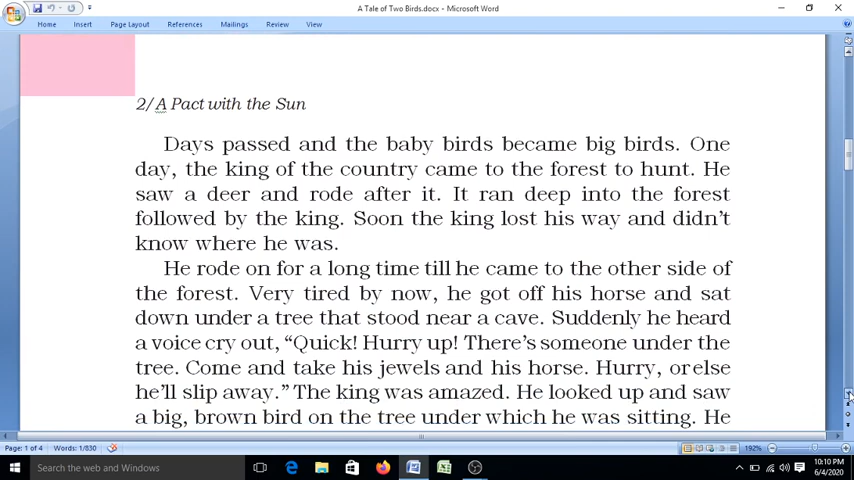 A Tale of Two Birds.docx - Microsoft Word
Home Insert Page Layout References Mailings Review View
2/A Pact with the Sun
Days passed and the baby birds became big birds. One
day, the king of the country came to the forest to hunt. He
saw a deer and rode after it. It ran deep into the forest
followed by the king. Soon the king lost his way and didn't
know where he was.
He rode on for a long time till he came to the other side of
the forest. Very tired by now, he got off his horse and sat
down under a tree that stood near a cave. Suddenly he heard
a voice cry out, “Quick! Hurry up! There's someone under the
tree. Come and take his jewels and his horse. Hurry, or else
he'll slip away.” The king was amazed. He looked up and saw
a big, brown bird on the tree under which he was sitting. He
Page: 1 of 4 Words: 1/830 192%
Search the web and Windows
10:10 PM
6/4/2020